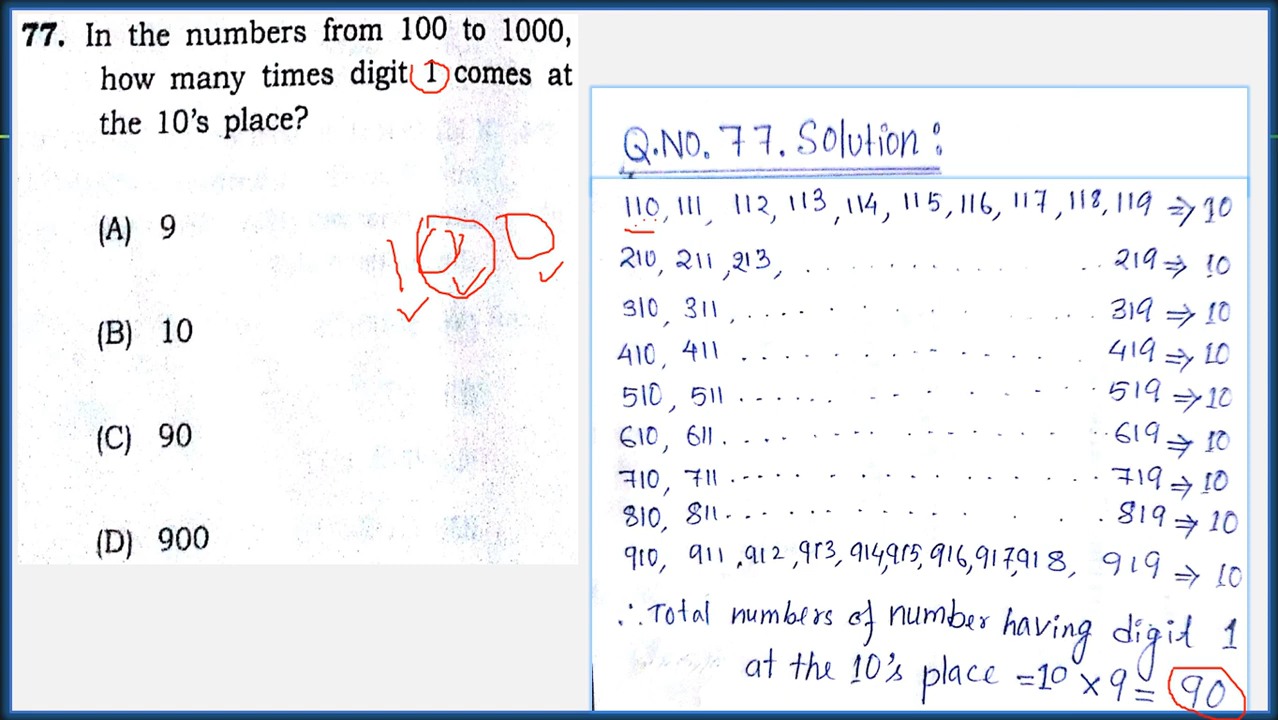 77. In the numbers from 100 to 1000,
how many times digit 1 comes at
the 10's place?
(A) 9
(B) 10
(C) 90
(D) 900
100
Q.NO. 77. Solution:
110, 111, 112, 113, 114, 115, 116, 117, 118, 119 ⇒ 10
210, 211, 213, . . . . . . . . . . . . . . 219 ⇒ 10
310, 311, . . . . . . . . . . . . 319 ⇒ 10
410, 411 . . . . . . . . . . . . 419 ⇒ 10
510, 511 . . . . . . . . . . . . 519 ⇒ 10
610, 611 . . . . . . . . . . . . 619 ⇒ 10
710, 711 . . . . . . . . . . . . 719 ⇒ 10
810, 811 . . . . . . . . . . . . 819 ⇒ 10
910, 911, 912, 913, 914, 915, 916, 917, 918, 919 ⇒ 10
∴ Total numbers of number having digit 1
at the 10's place = 10 × 9 = 90